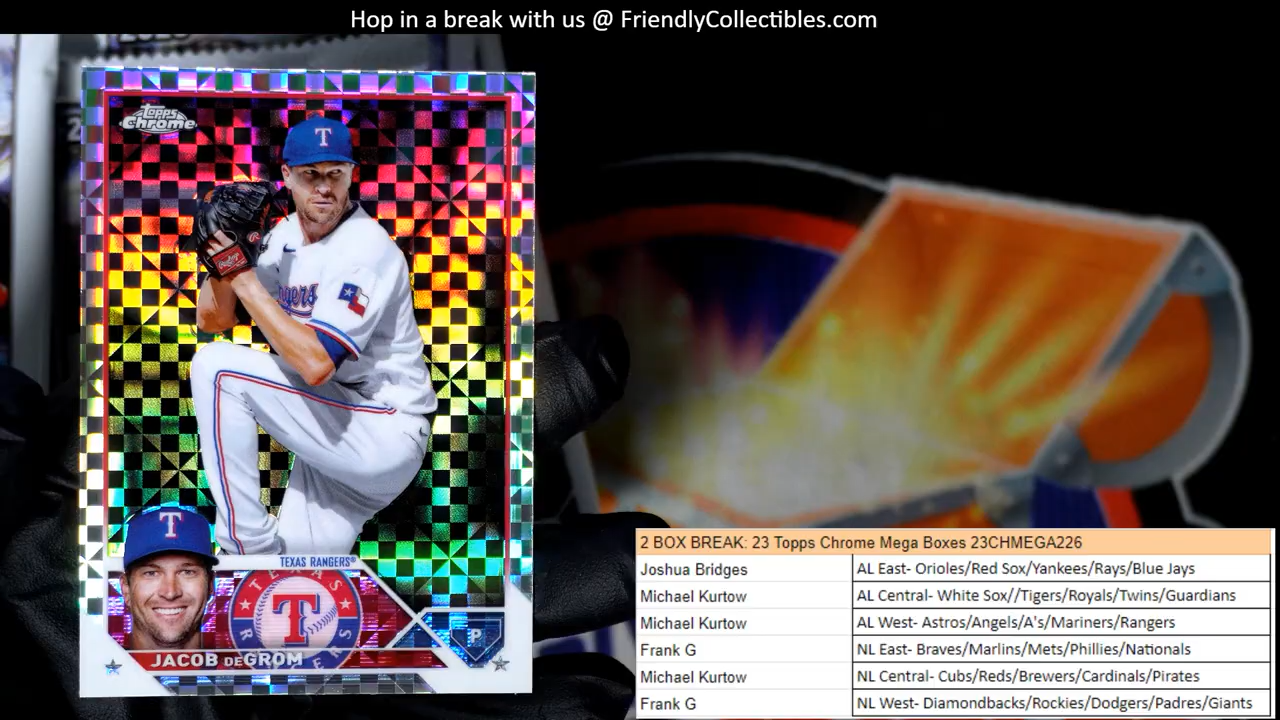 Hop in a break with us @ FriendlyCollectibles.com
Topps
Chrome
T
Rangers
Rawlings
T
TEXAS RANGERS®
TEXAS
T
RANGERS
P
JACOB DEGROM
2 BOX BREAK: 23 Topps Chrome Mega Boxes 23CHMEGA226
Joshua Bridges AL East- Orioles/Red Sox/Yankees/Rays/Blue Jays
Michael Kurtow AL Central- White Sox//Tigers/Royals/Twins/Guardians
Michael Kurtow AL West- Astros/Angels/A's/Mariners/Rangers
Frank G NL East- Braves/Marlins/Mets/Phillies/Nationals
Michael Kurtow NL Central- Cubs/Reds/Brewers/Cardinals/Pirates
Frank G NL West- Diamondbacks/Rockies/Dodgers/Padres/Giants